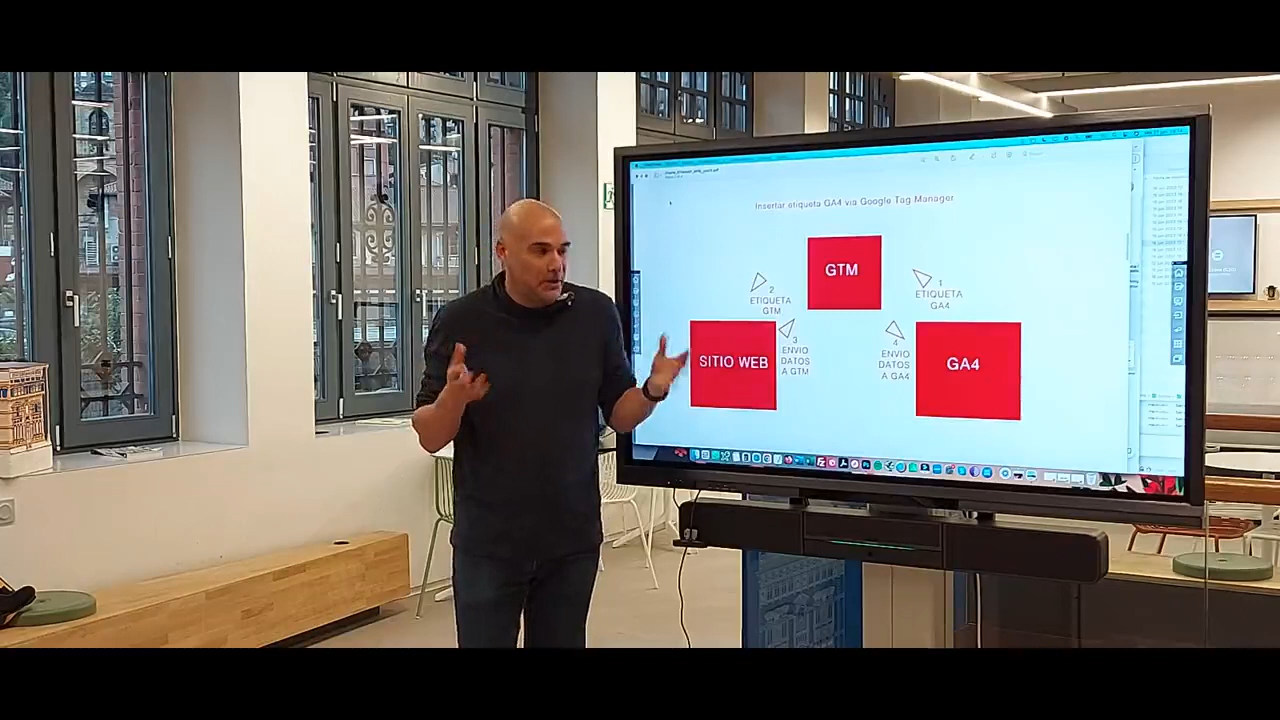 Insertar etiqueta GA4 via Google Tag Manager
GTM
2
ETIQUETA
GTM
1
ETIQUETA
GA4
SITIO WEB
3
ENVIO
DATOS
A GTM
4
ENVIO
DATOS
A GA4
GA4